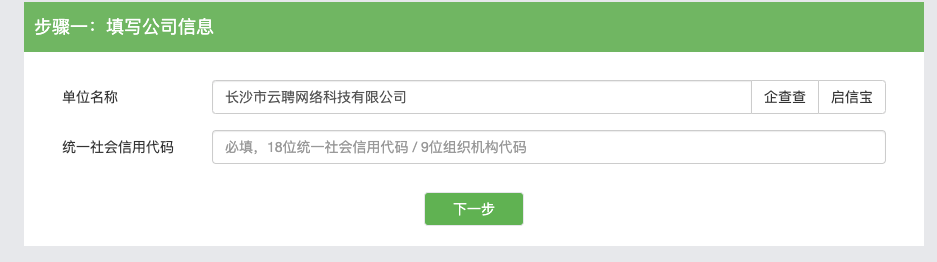 步骤一：填写公司信息
单位名称 长沙市云聘网络科技有限公司 企查查 启信宝
统一社会信用代码 必填，18位统一社会信用代码 / 9位组织机构代码
下一步